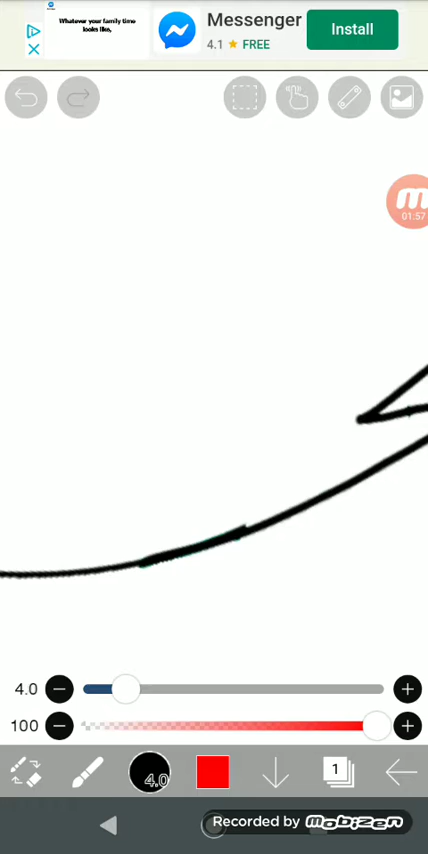 Whatever your family time
looks like,
Messenger
4.1 ★ FREE
Install
01:57
4.0
100
4.0
1
Recorded by mobizen